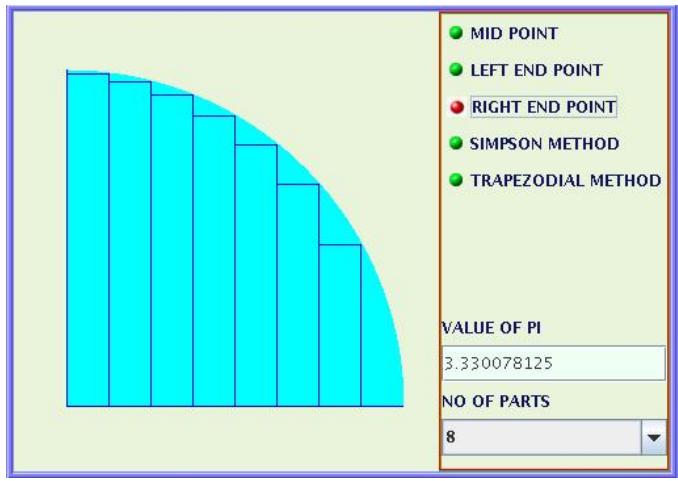 MID POINT
LEFT END POINT
RIGHT END POINT
SIMPSON METHOD
TRAPEZODIAL METHOD
VALUE OF PI
3.330078125
NO OF PARTS
8